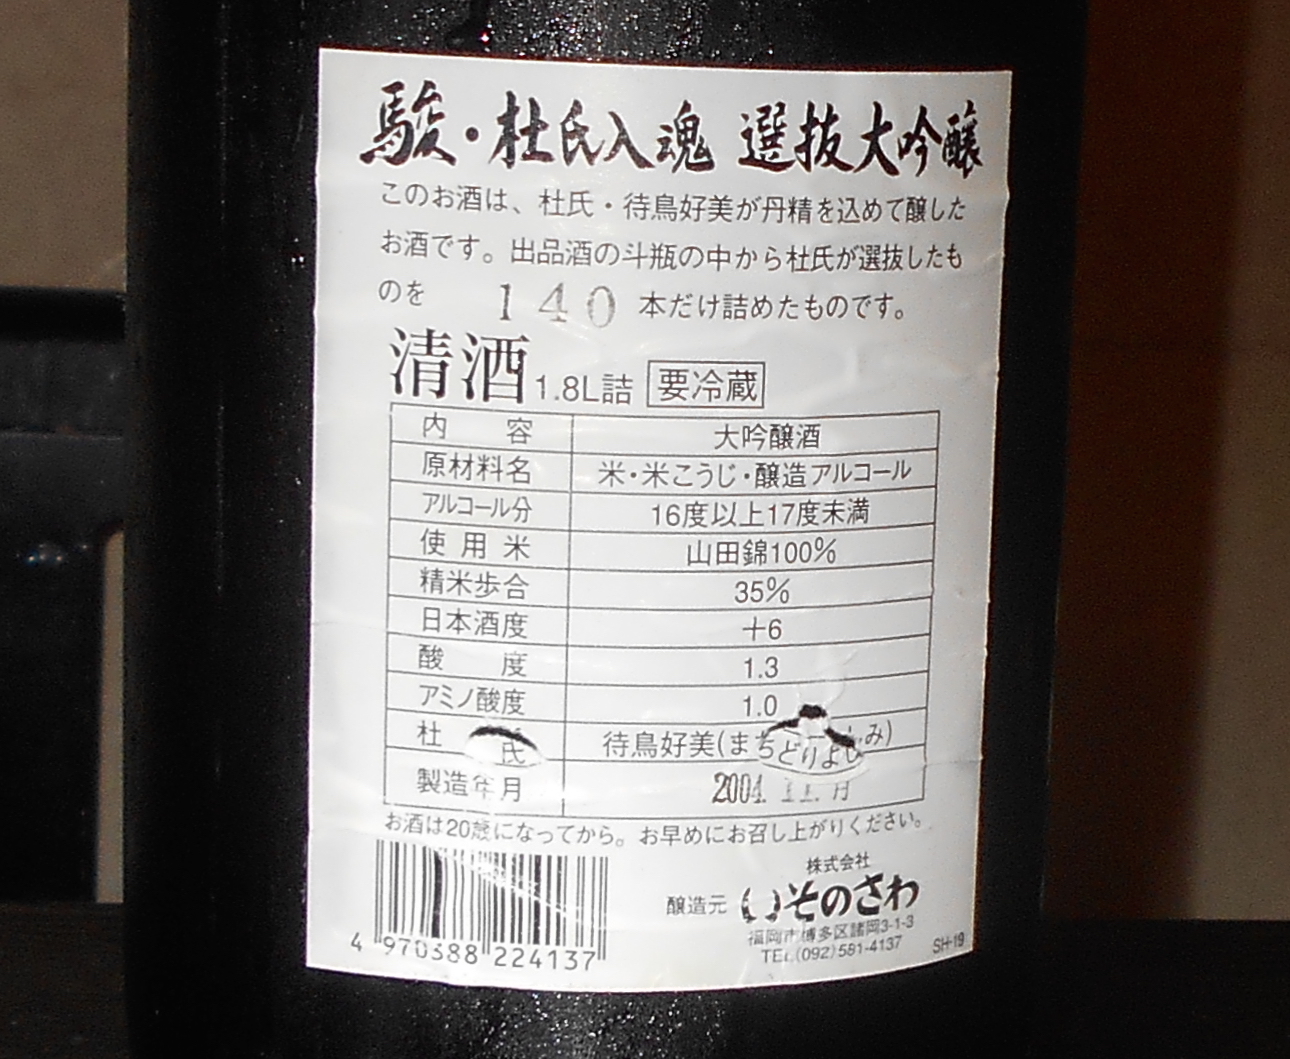 駿・杜氏入魂 選抜大吟醸
このお酒は、杜氏・待鳥好美が丹精を込めて醸した
お酒です。出品酒の斗瓶の中から杜氏が選抜したも
のを 140 本だけ詰めたものです。
清酒 1.8L詰 要冷蔵
内 容 大吟醸酒
原材料名 米・米こうじ・醸造アルコール
アルコール分 16度以上17度未満
使用米 山田錦100%
精米歩合 35%
日本酒度 +6
酸 度 1.3
アミノ酸度 1.0
杜 氏 待鳥好美(まちどりよしみ)
製造年月 2004. 11. 月
お酒は20歳になってから。お早めにお召し上がりください。
株式会社
醸造元 いそのさわ
福岡市博多区諸岡3-1-3
TEL(092)581-4137
SH-19
4 970388 224137